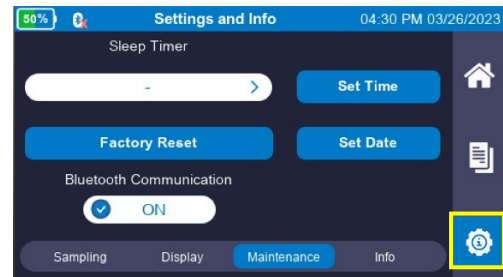 50% Settings and Info 04:30 PM 03/26/2023
Sleep Timer
- > Set Time
Factory Reset Set Date
Bluetooth Communication
ON
Sampling Display Maintenance Info